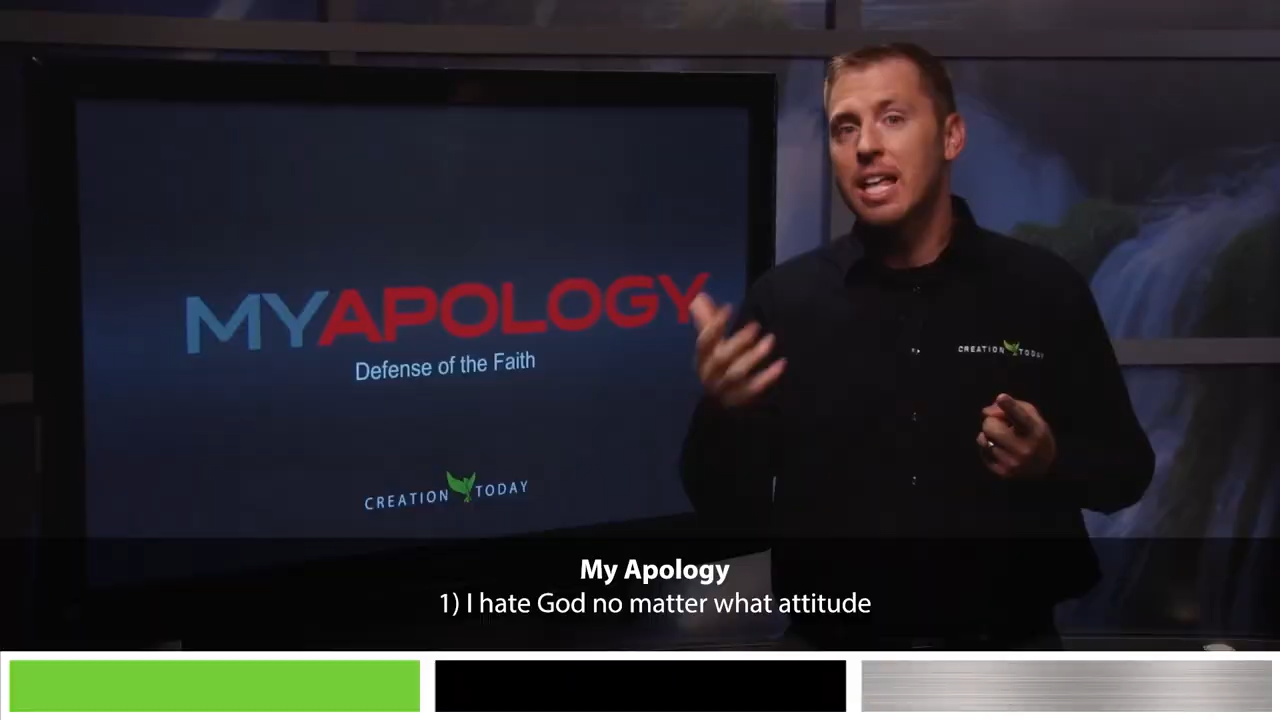 MYAPOLOGY
Defense of the Faith
CREATION TODAY
CREATION TODAY
My Apology
1) I hate God no matter what attitude